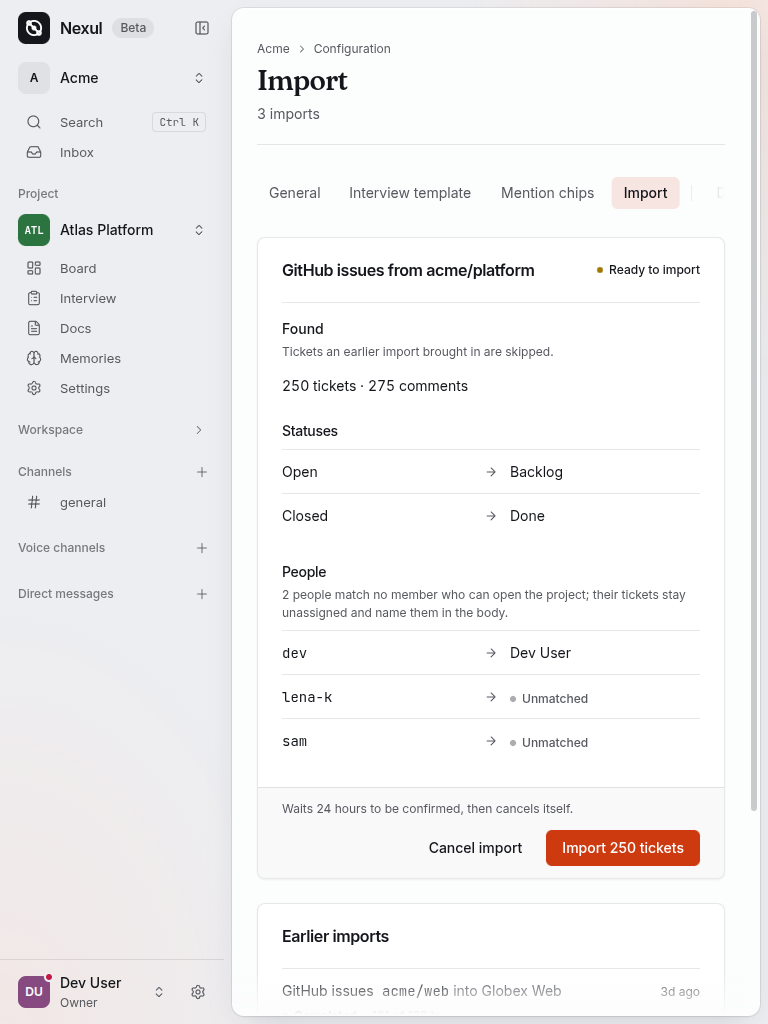 Nexul Beta
A Acme
Search Ctrl K
Inbox
Project
ATL Atlas Platform
Board
Interview
Docs
Memories
Settings
Workspace
Channels
general
Voice channels
Direct messages
DU Dev User
Owner
Acme Configuration
Import
3 imports
General Interview template Mention chips Import
GitHub issues from acme/platform Ready to import
Found
Tickets an earlier import brought in are skipped.
250 tickets · 275 comments
Statuses
Open → Backlog
Closed → Done
People
2 people match no member who can open the project; their tickets stay
unassigned and name them in the body.
dev → Dev User
lena-k → Unmatched
sam → Unmatched
Waits 24 hours to be confirmed, then cancels itself.
Cancel import Import 250 tickets
Earlier imports
GitHub issues acme/web into Globex Web 3d ago